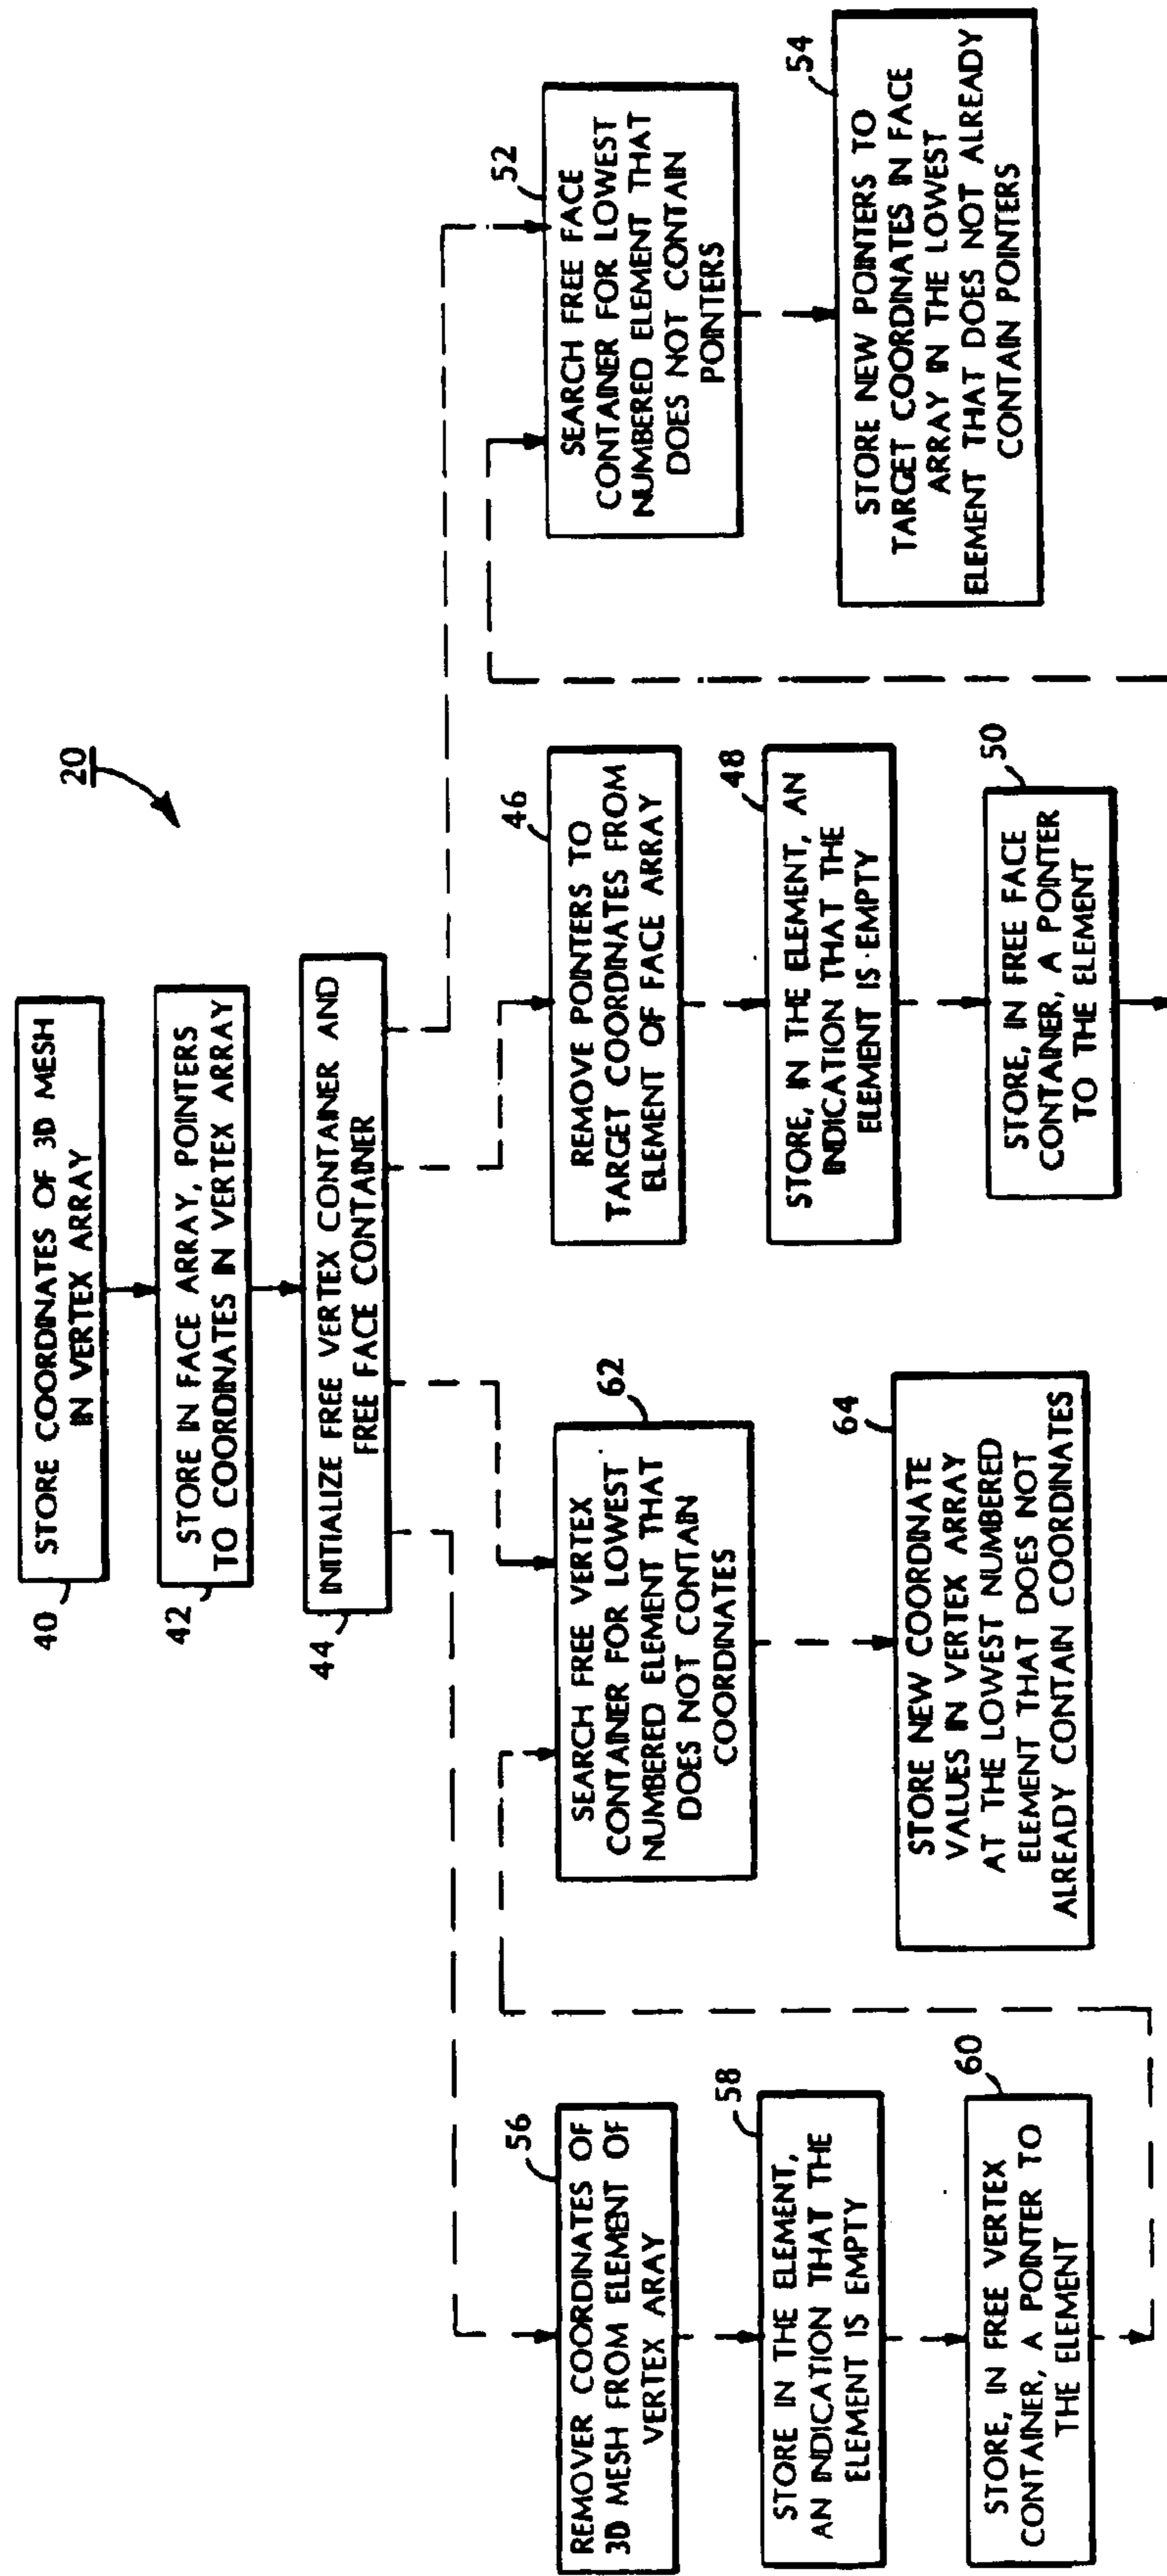 20
40
STORE COORDINATES OF 3D MESH
IN VERTEX ARRAY
42
STORE IN FACE ARRAY, POINTERS
TO COORDINATES IN VERTEX ARRAY
44
INITIALIZE FREE VERTEX CONTAINER AND
FREE FACE CONTAINER
56
REMOVER COORDINATES OF
3D MESH FROM ELEMENT OF
VERTEX ARAY
58
STORE IN THE ELEMENT,
AN INDICATION THAT THE
ELEMENT IS EMPTY
60
STORE, IN FREE VERTEX
CONTAINER, A POINTER TO
THE ELEMENT
62
SEARCH FREE VERTEX
CONTAINER FOR LOWEST
NUMBERED ELEMENT THAT
DOES NOT CONTAIN
COORDINATES
64
STORE NEW COORDINATE
VALUES IN VERTEX ARRAY
AT THE LOWEST NUMBERED
ELEMENT THAT DOES NOT
ALREADY CONTAIN COORDINATES
46
REMOVE POINTERS TO
TARGET COORDINATES FROM
ELEMENT OF FACE ARRAY
48
STORE, IN THE ELEMENT, AN
INDICATION THAT THE
ELEMENT IS EMPTY
50
STORE, IN FREE FACE
CONTAINER, A POINTER
TO THE ELEMENT
52
SEARCH FREE FACE
CONTAINER FOR LOWEST
NUMBERED ELEMENT THAT
DOES NOT CONTAIN
POINTERS
54
STORE NEW POINTERS TO
TARGET COORDINATES IN FACE
ARRAY IN THE LOWEST
ELEMENT THAT DOES NOT ALREADY
CONTAIN POINTERS